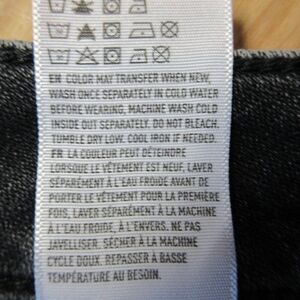 EN COLOR MAY TRANSFER WHEN NEW,
WASH ONCE SEPARATELY IN COLD WATER
BEFORE WEARING, MACHINE WASH COLD
INSIDE OUT SEPARATELY. DO NOT BLEACH.
TUMBLE DRY LOW. COOL IRON IF NEEDED.
FR LA COULEUR PEUT DÉTEINDRE
LORSQUE LE VÊTEMENT EST NEUF, LAVER
SÉPARÉMENT À L'EAU FROIDE AVANT DE
PORTER LE VÊTEMENT POUR LA PREMIÈRE
FOIS, LAVER SÉPARÉMENT À LA MACHINE
À L'EAU FROIDE, À L'ENVERS. NE PAS
JAVELLISER. SÉCHER À LA MACHINE
CYCLE DOUX. REPASSER À BASSE
TEMPÉRATURE AU BESOIN.